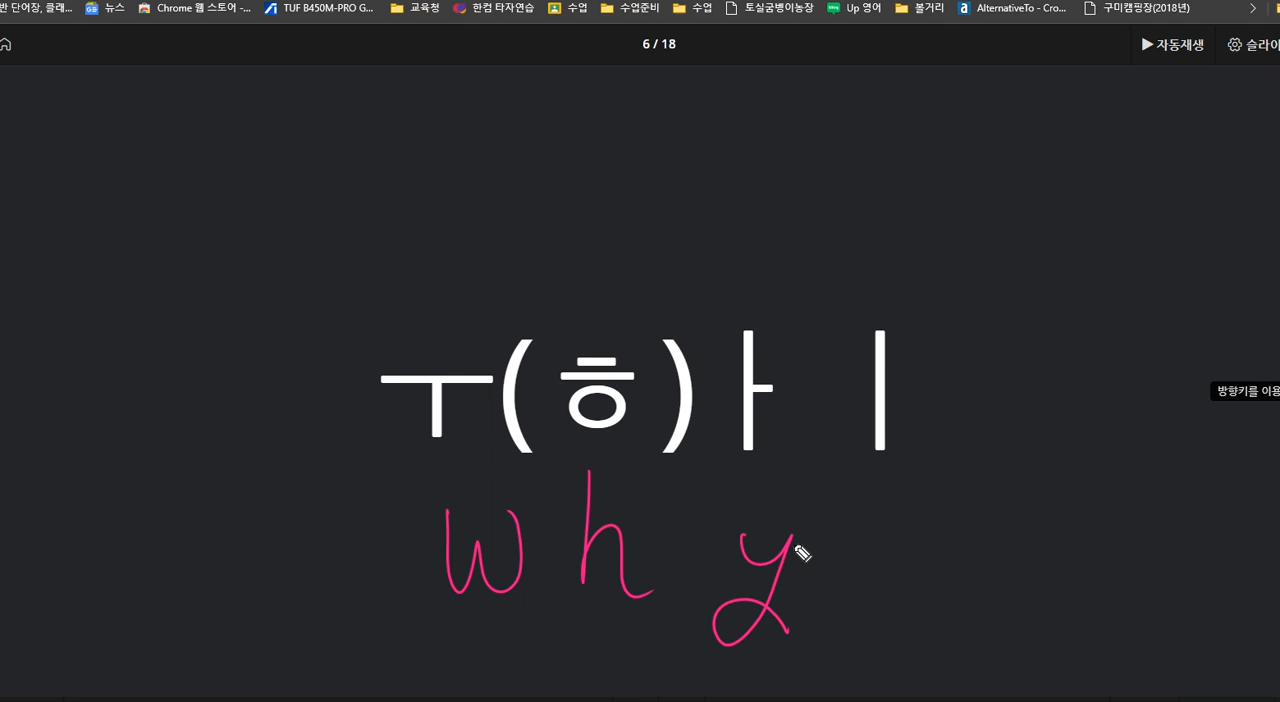 반 단어장, 클래... 뉴스 Chrome 웹 스토어 -... TUF B450M-PRO G... 교육청 한컴 타자연습 수업 수업준비 수업 토실굼벵이농장 Up 영어 볼거리 AlternativeTo - Cro... 구미캠핑장(2018년)
6 / 18 ▶ 자동재생 슬라이
ㅜ(ㅎ)ㅏㅣ
방향키를 이용
why